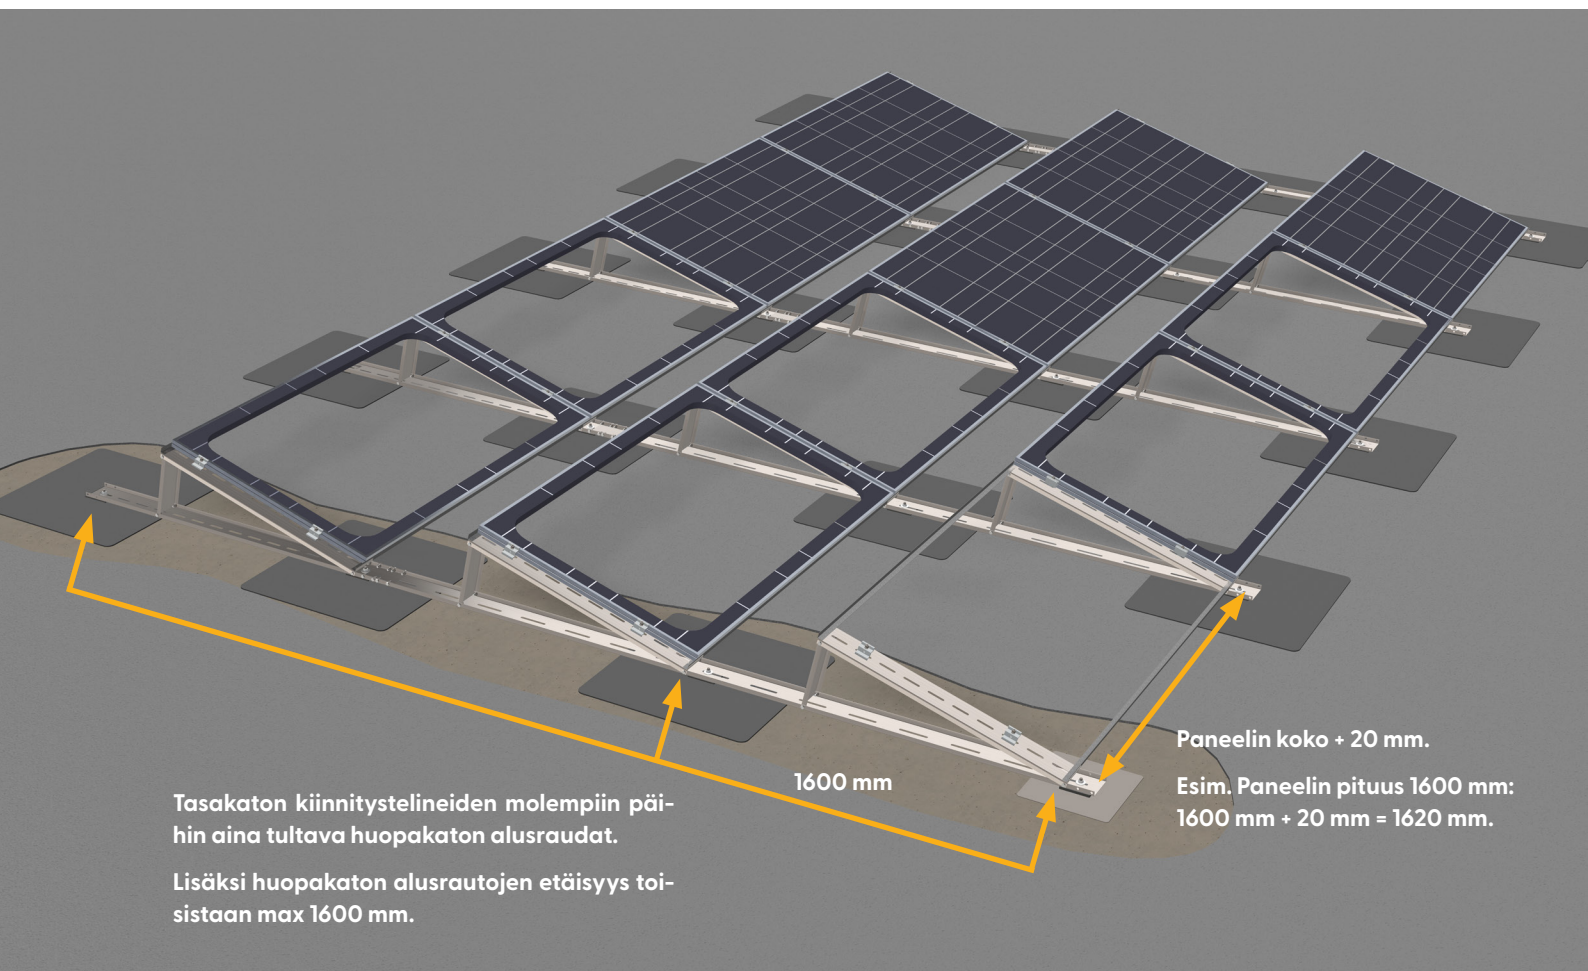 1600 mm
Paneelin koko + 20 mm.
Esim. Paneelin pituus 1600 mm:
1600 mm + 20 mm = 1620 mm.
Tasakaton kiinnitystelineiden molempiin päi-
hin aina tultava huopakaton alusraudat.
Lisäksi huopakaton alusrautojen etäisyys toi-
sistaan max 1600 mm.